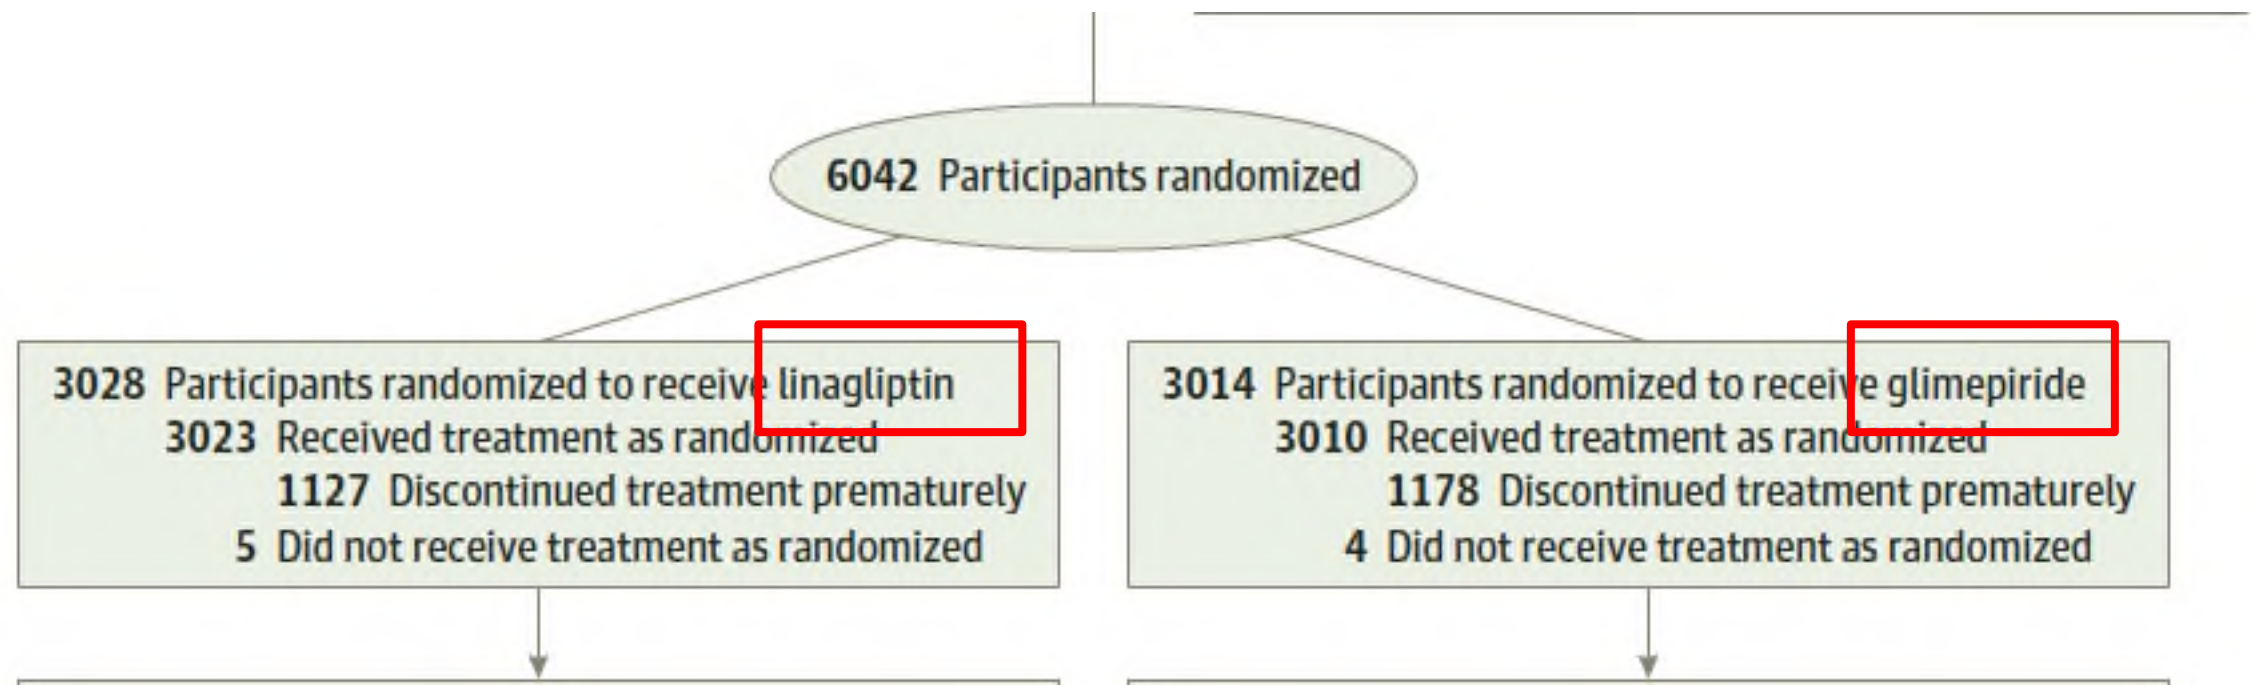 6042 Participants randomized
3028 Participants randomized to receive linagliptin
3023 Received treatment as randomized
1127 Discontinued treatment prematurely
5 Did not receive treatment as randomized
3014 Participants randomized to receive glimepiride
3010 Received treatment as randomized
1178 Discontinued treatment prematurely
4 Did not receive treatment as randomized